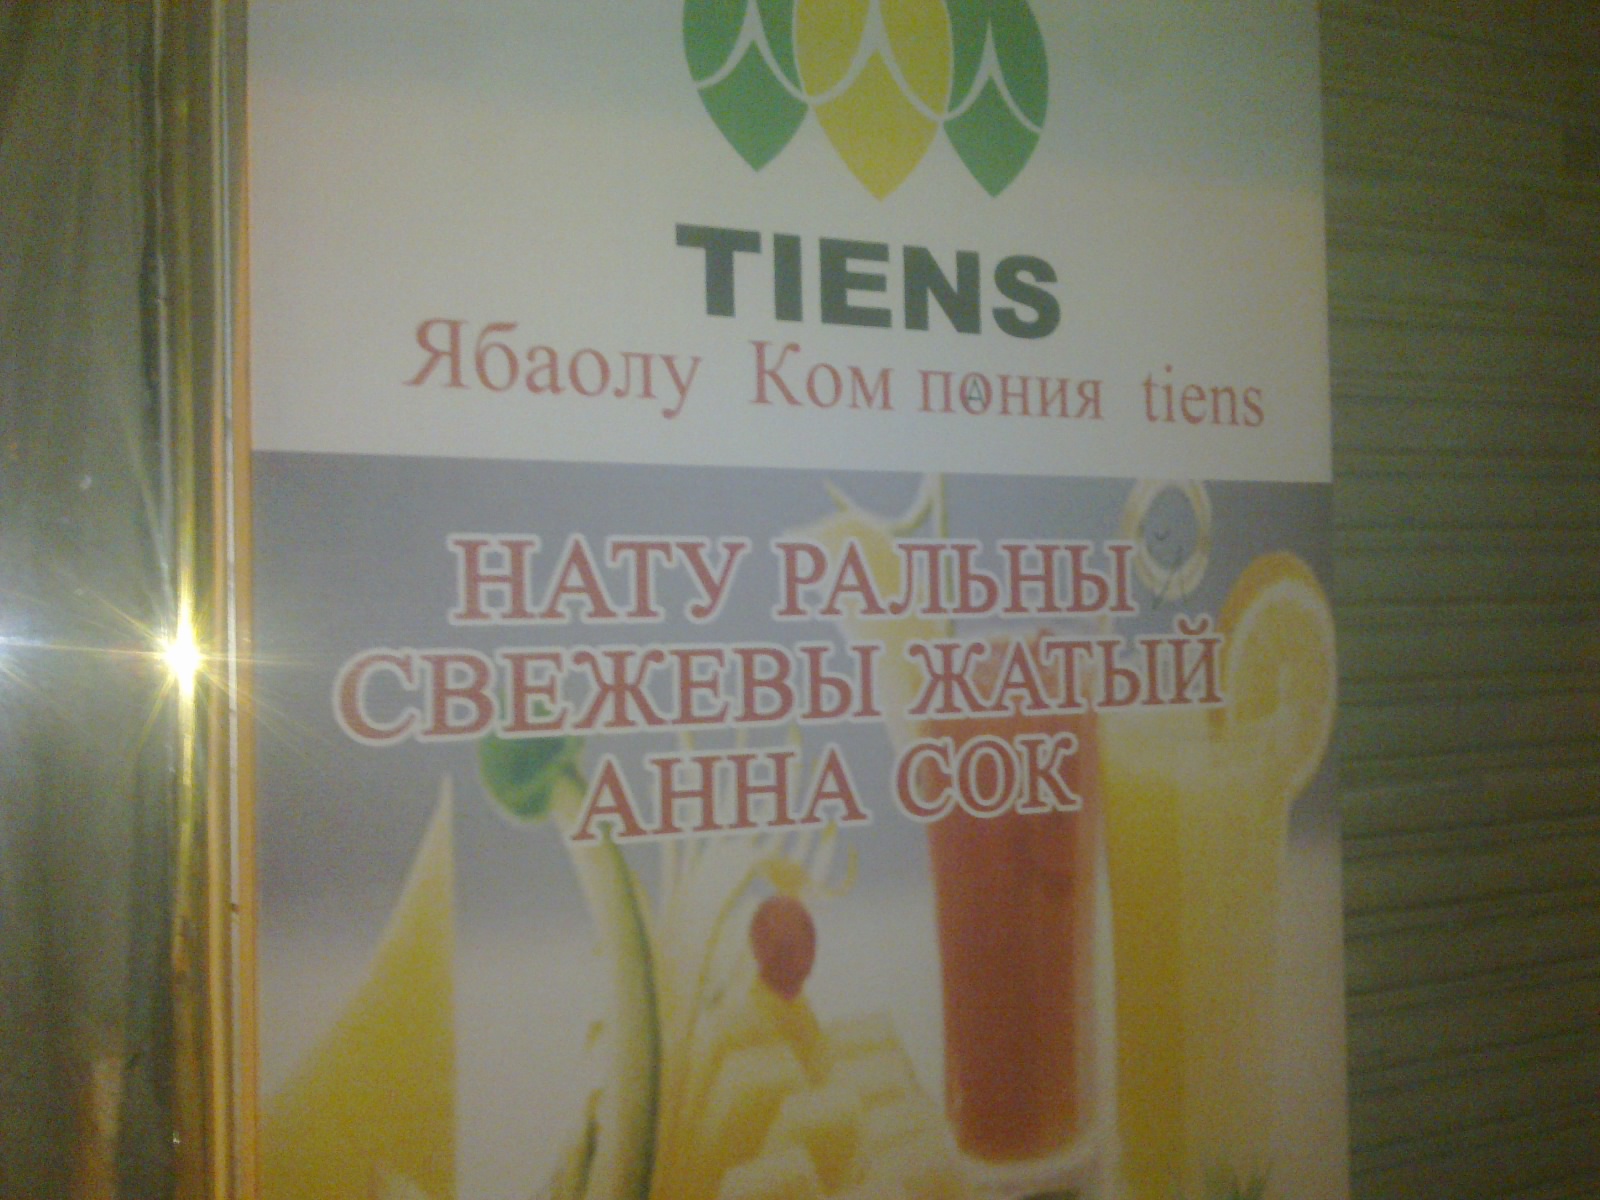 TIENS
Ябаолу Ком пония tiens
НАТУ РАЛЬНЫ
СВЕЖЕВЫ ЖАТЫЙ
АННА СОК